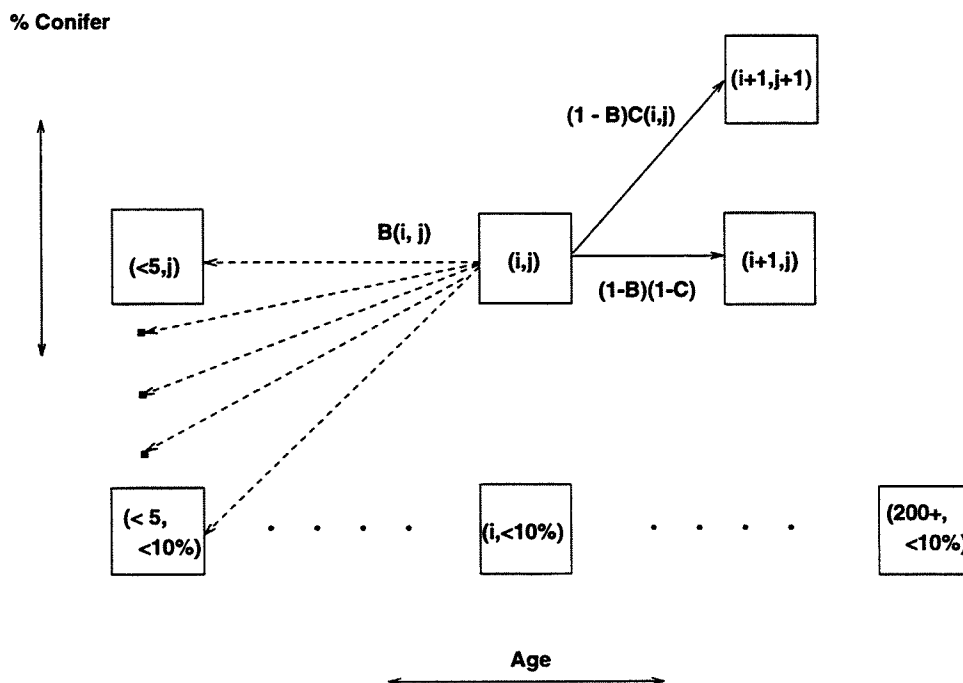 % Conifer
(i+1,j+1)
(1 - B)C(i,j)
B(i, j)
(<5,j)
(i,j)
(i+1,j)
(1-B)(1-C)
(< 5,
<10%)
(i,<10%)
(200+,
<10%)
Age